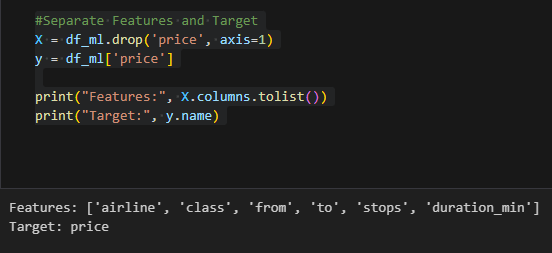 #Separate Features and Target
X = df_ml.drop('price', axis=1)
y = df_ml['price']
print("Features:", X.columns.tolist())
print("Target:", y.name)
Features: ['airline', 'class', 'from', 'to', 'stops', 'duration_min']
Target: price